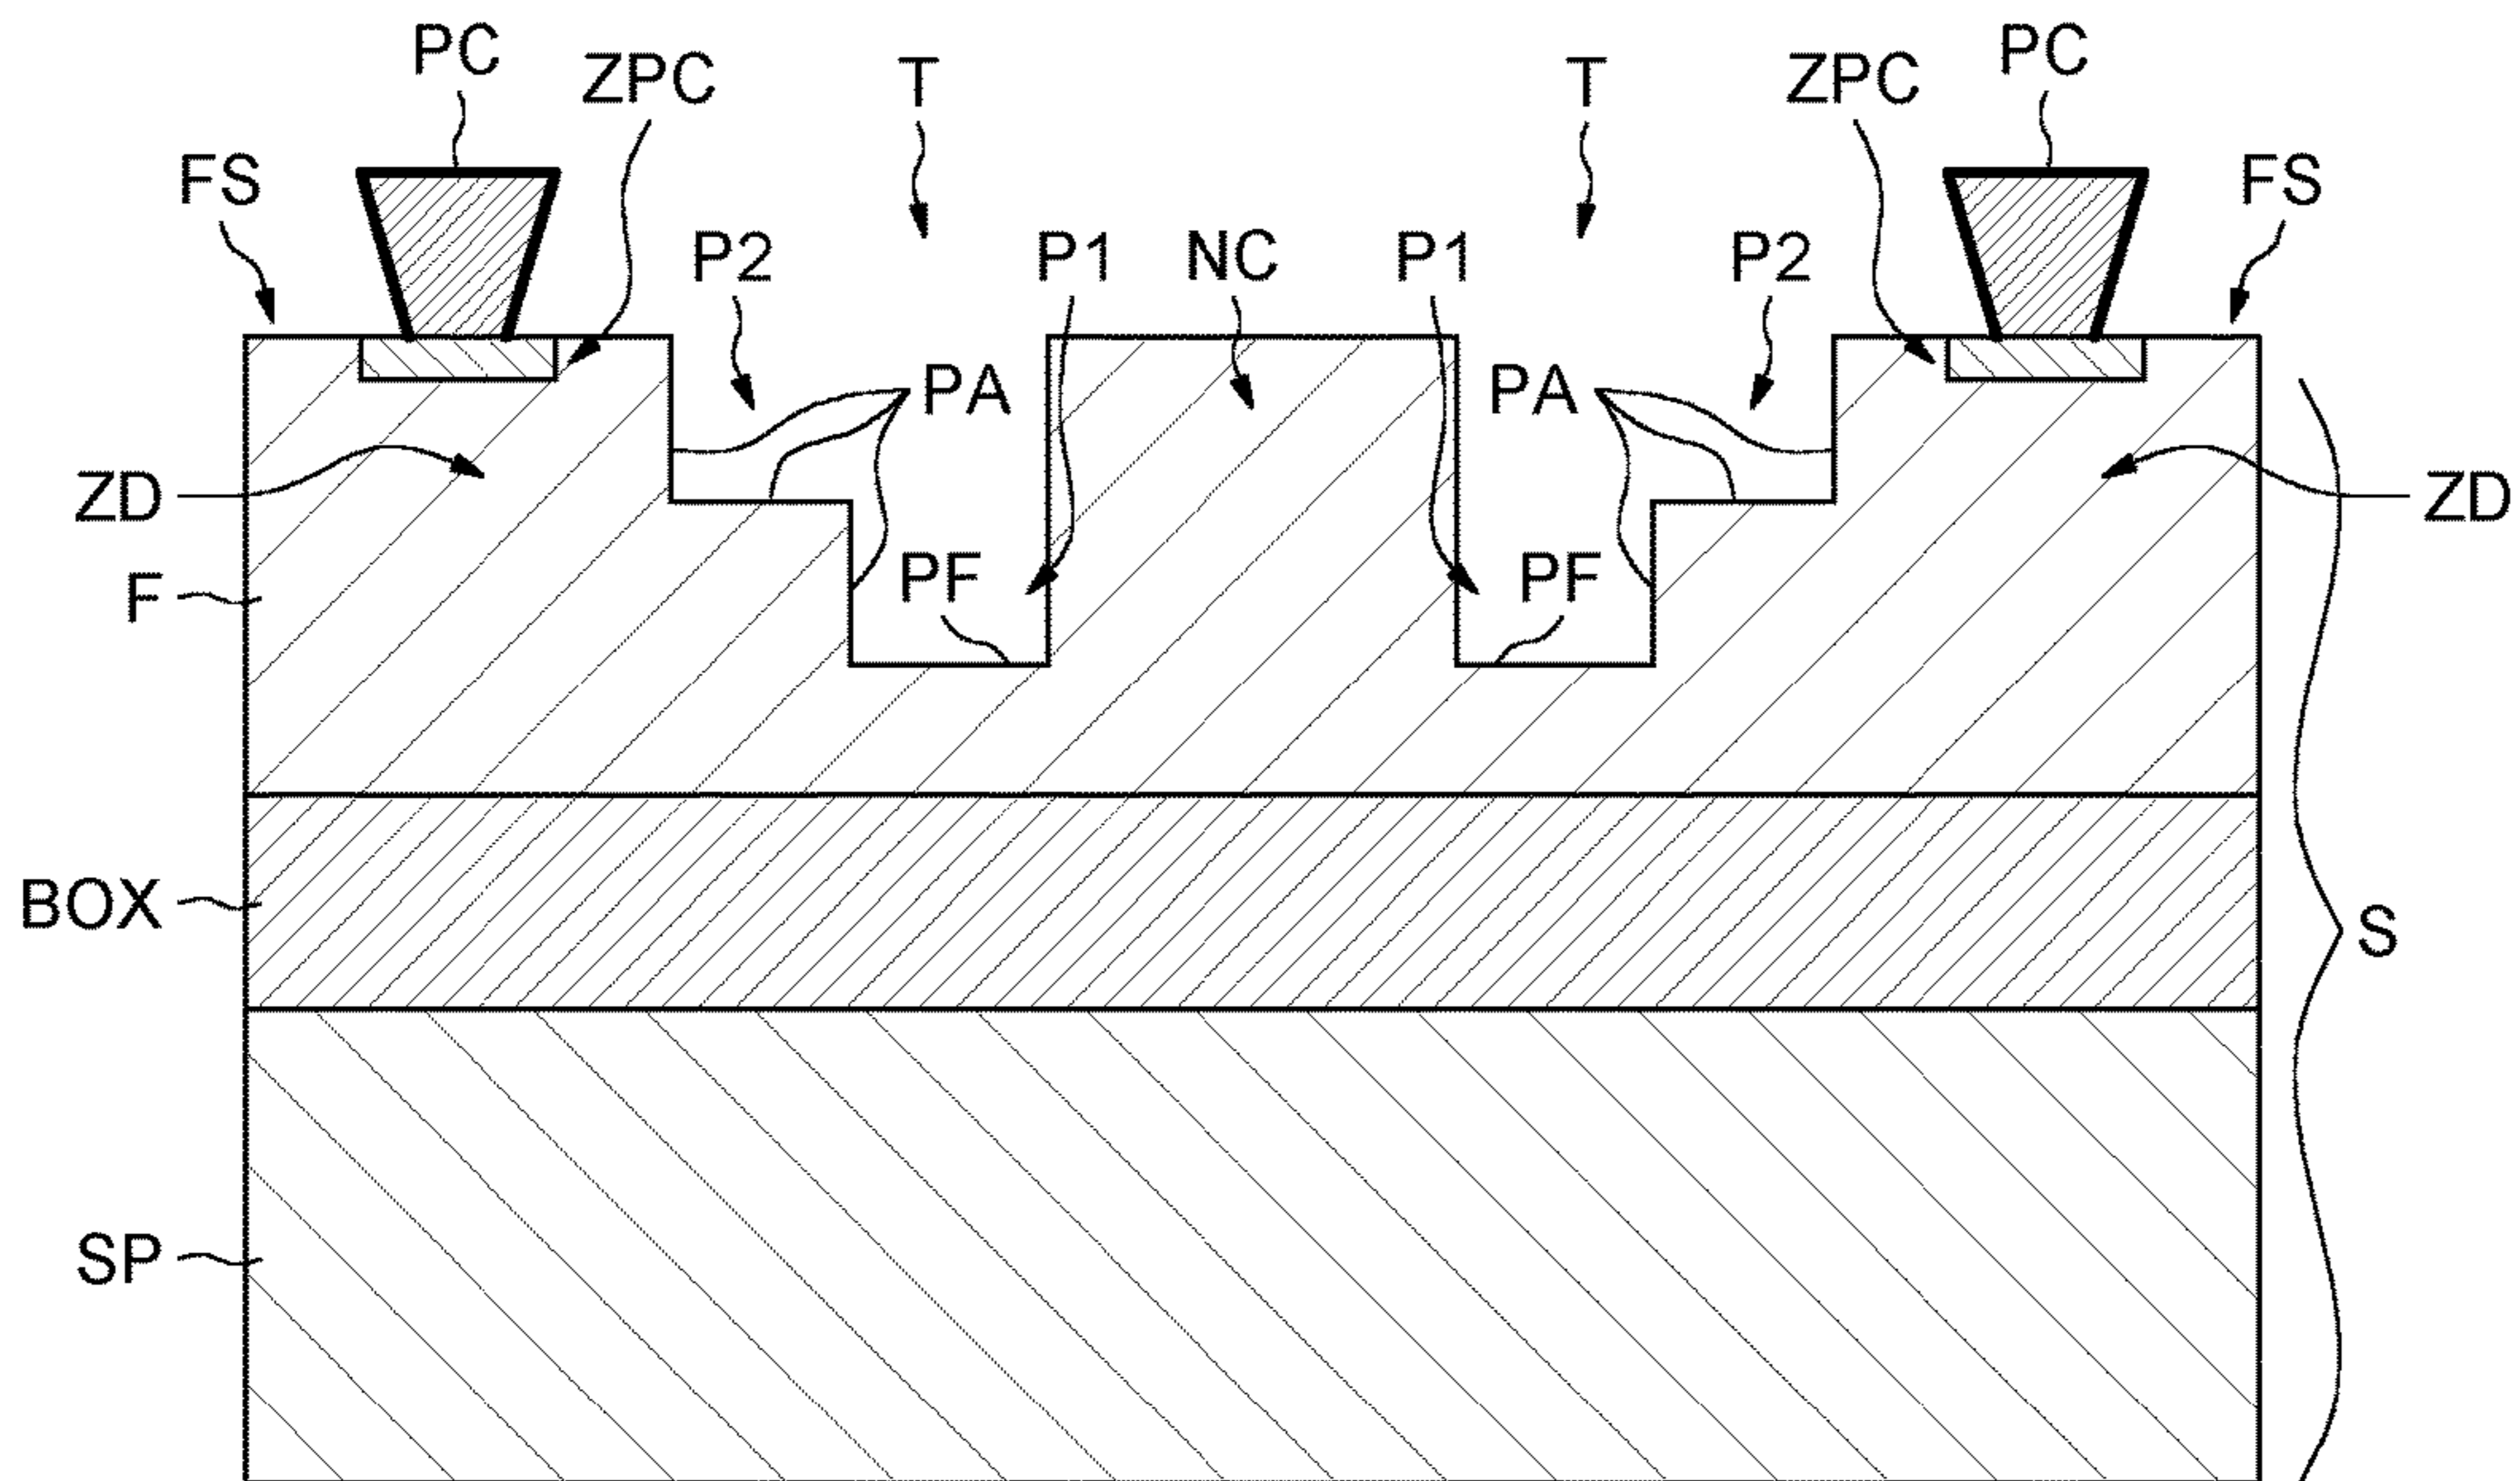 PC ZPC T T ZPC PC
FS FS
P2 P1 NC P1 P2
PA PA
ZD ZD
F PF PF
BOX S
SP